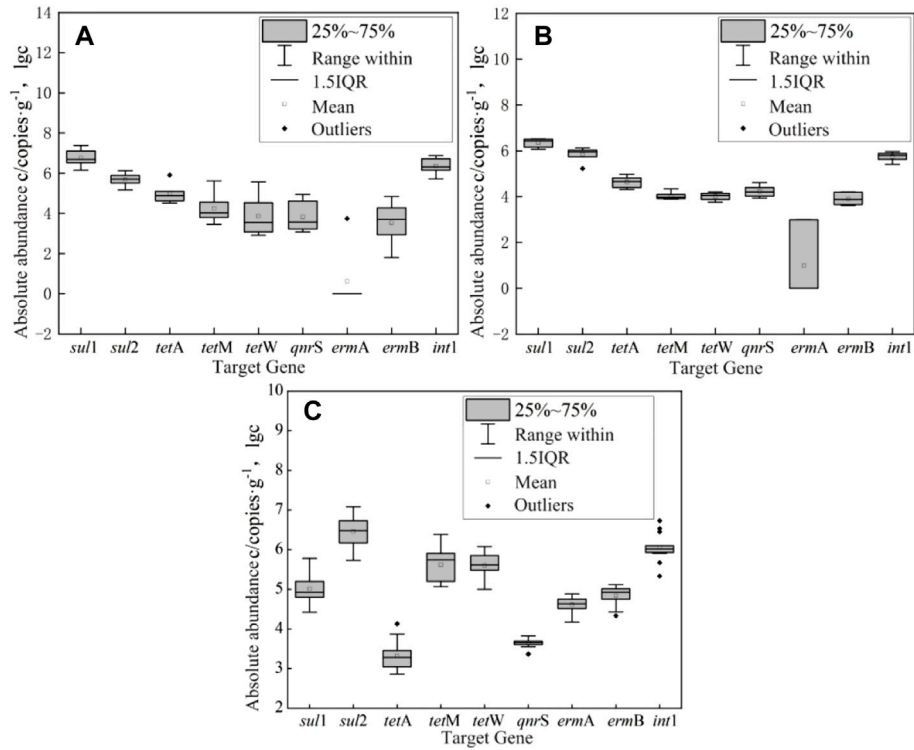 A
25%~75%
Range within
1.5IQR
Mean
Outliers
Absolute abundance c/copies·g⁻¹, lgc
14
12
10
8
6
4
2
0
−2
sul1 sul2 tetA tetM tetW qnrS ermA ermB int1
Target Gene
B
25%~75%
Range within
1.5IQR
Mean
Outliers
Absolute abundance c/copies·g⁻¹, lgc
12
10
8
6
4
2
0
−2
sul1 sul2 tetA tetM tetW qnrS ermA ermB int1
Target Gene
C
25%~75%
Range within
1.5IQR
Mean
Outliers
Absolute abundance c/copies·g⁻¹, lgc
10
9
8
7
6
5
4
3
2
sul1 sul2 tetA tetM tetW qnrS ermA ermB int1
Target Gene